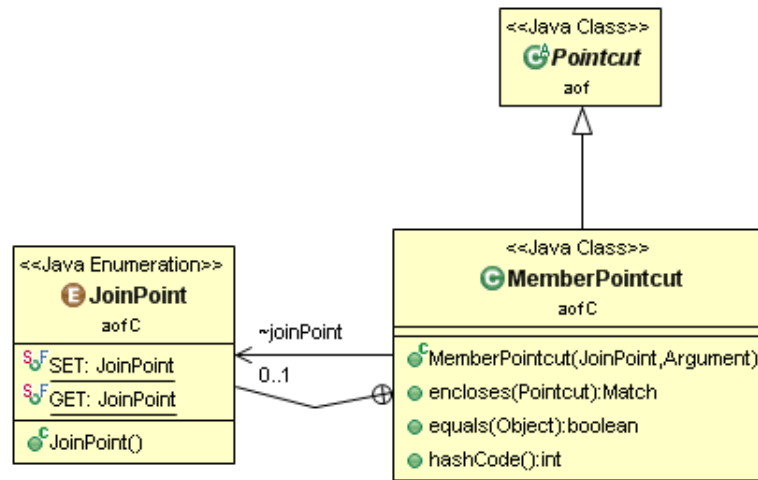 <<Java Class>>
Pointcut
aof
<<Java Enumeration>>
JoinPoint
aofC
SET: JoinPoint
GET: JoinPoint
JoinPoint()
~joinPoint
0..1
<<Java Class>>
MemberPointcut
aofC
MemberPointcut(JoinPoint,Argument)
encloses(Pointcut):Match
equals(Object):boolean
hashCode():int